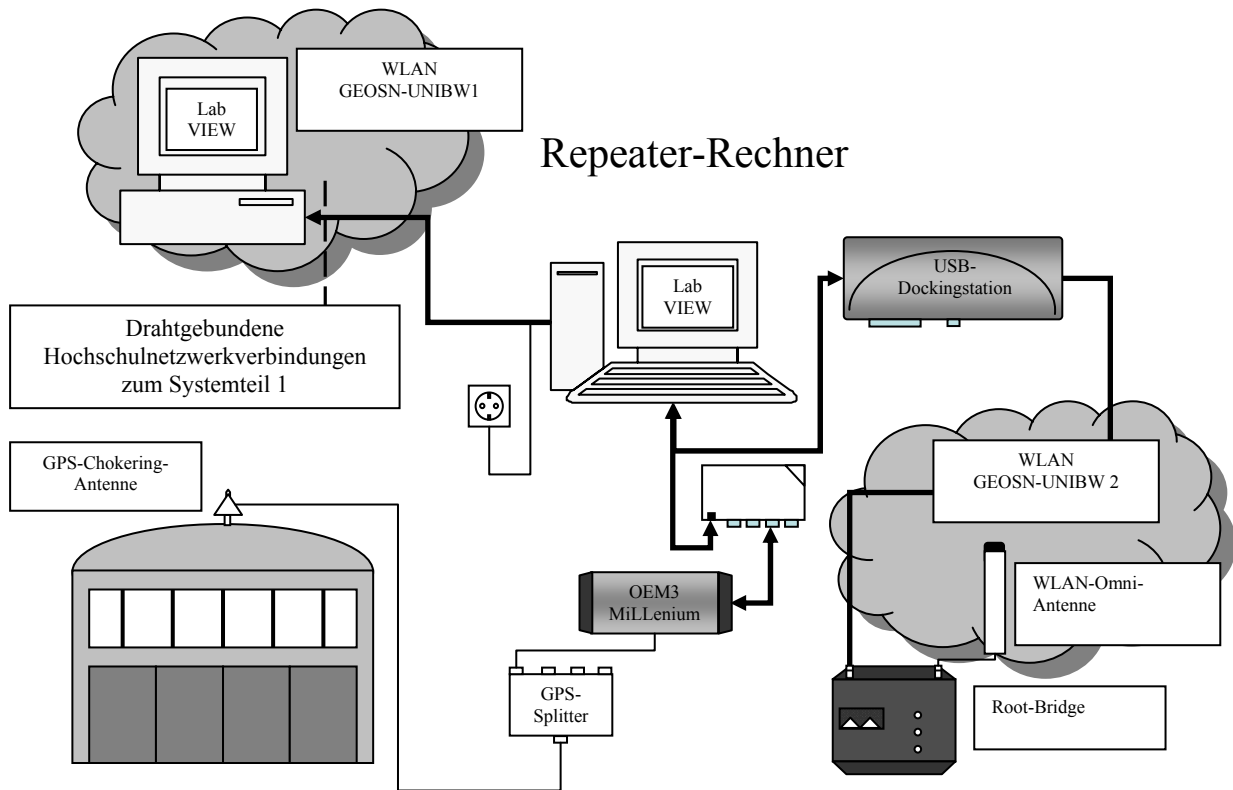 WLAN
GEOSN-UNIBW1
Lab
VIEW
Repeater-Rechner
USB-
Dockingstation
Lab
VIEW
Drahtgebundene
Hochschulnetzwerkverbindungen
zum Systemteil 1
GPS-Chokering-
Antenne
WLAN
GEOSN-UNIBW 2
OEM3
MiLLenium
WLAN-Omni-
Antenne
GPS-
Splitter
Root-Bridge